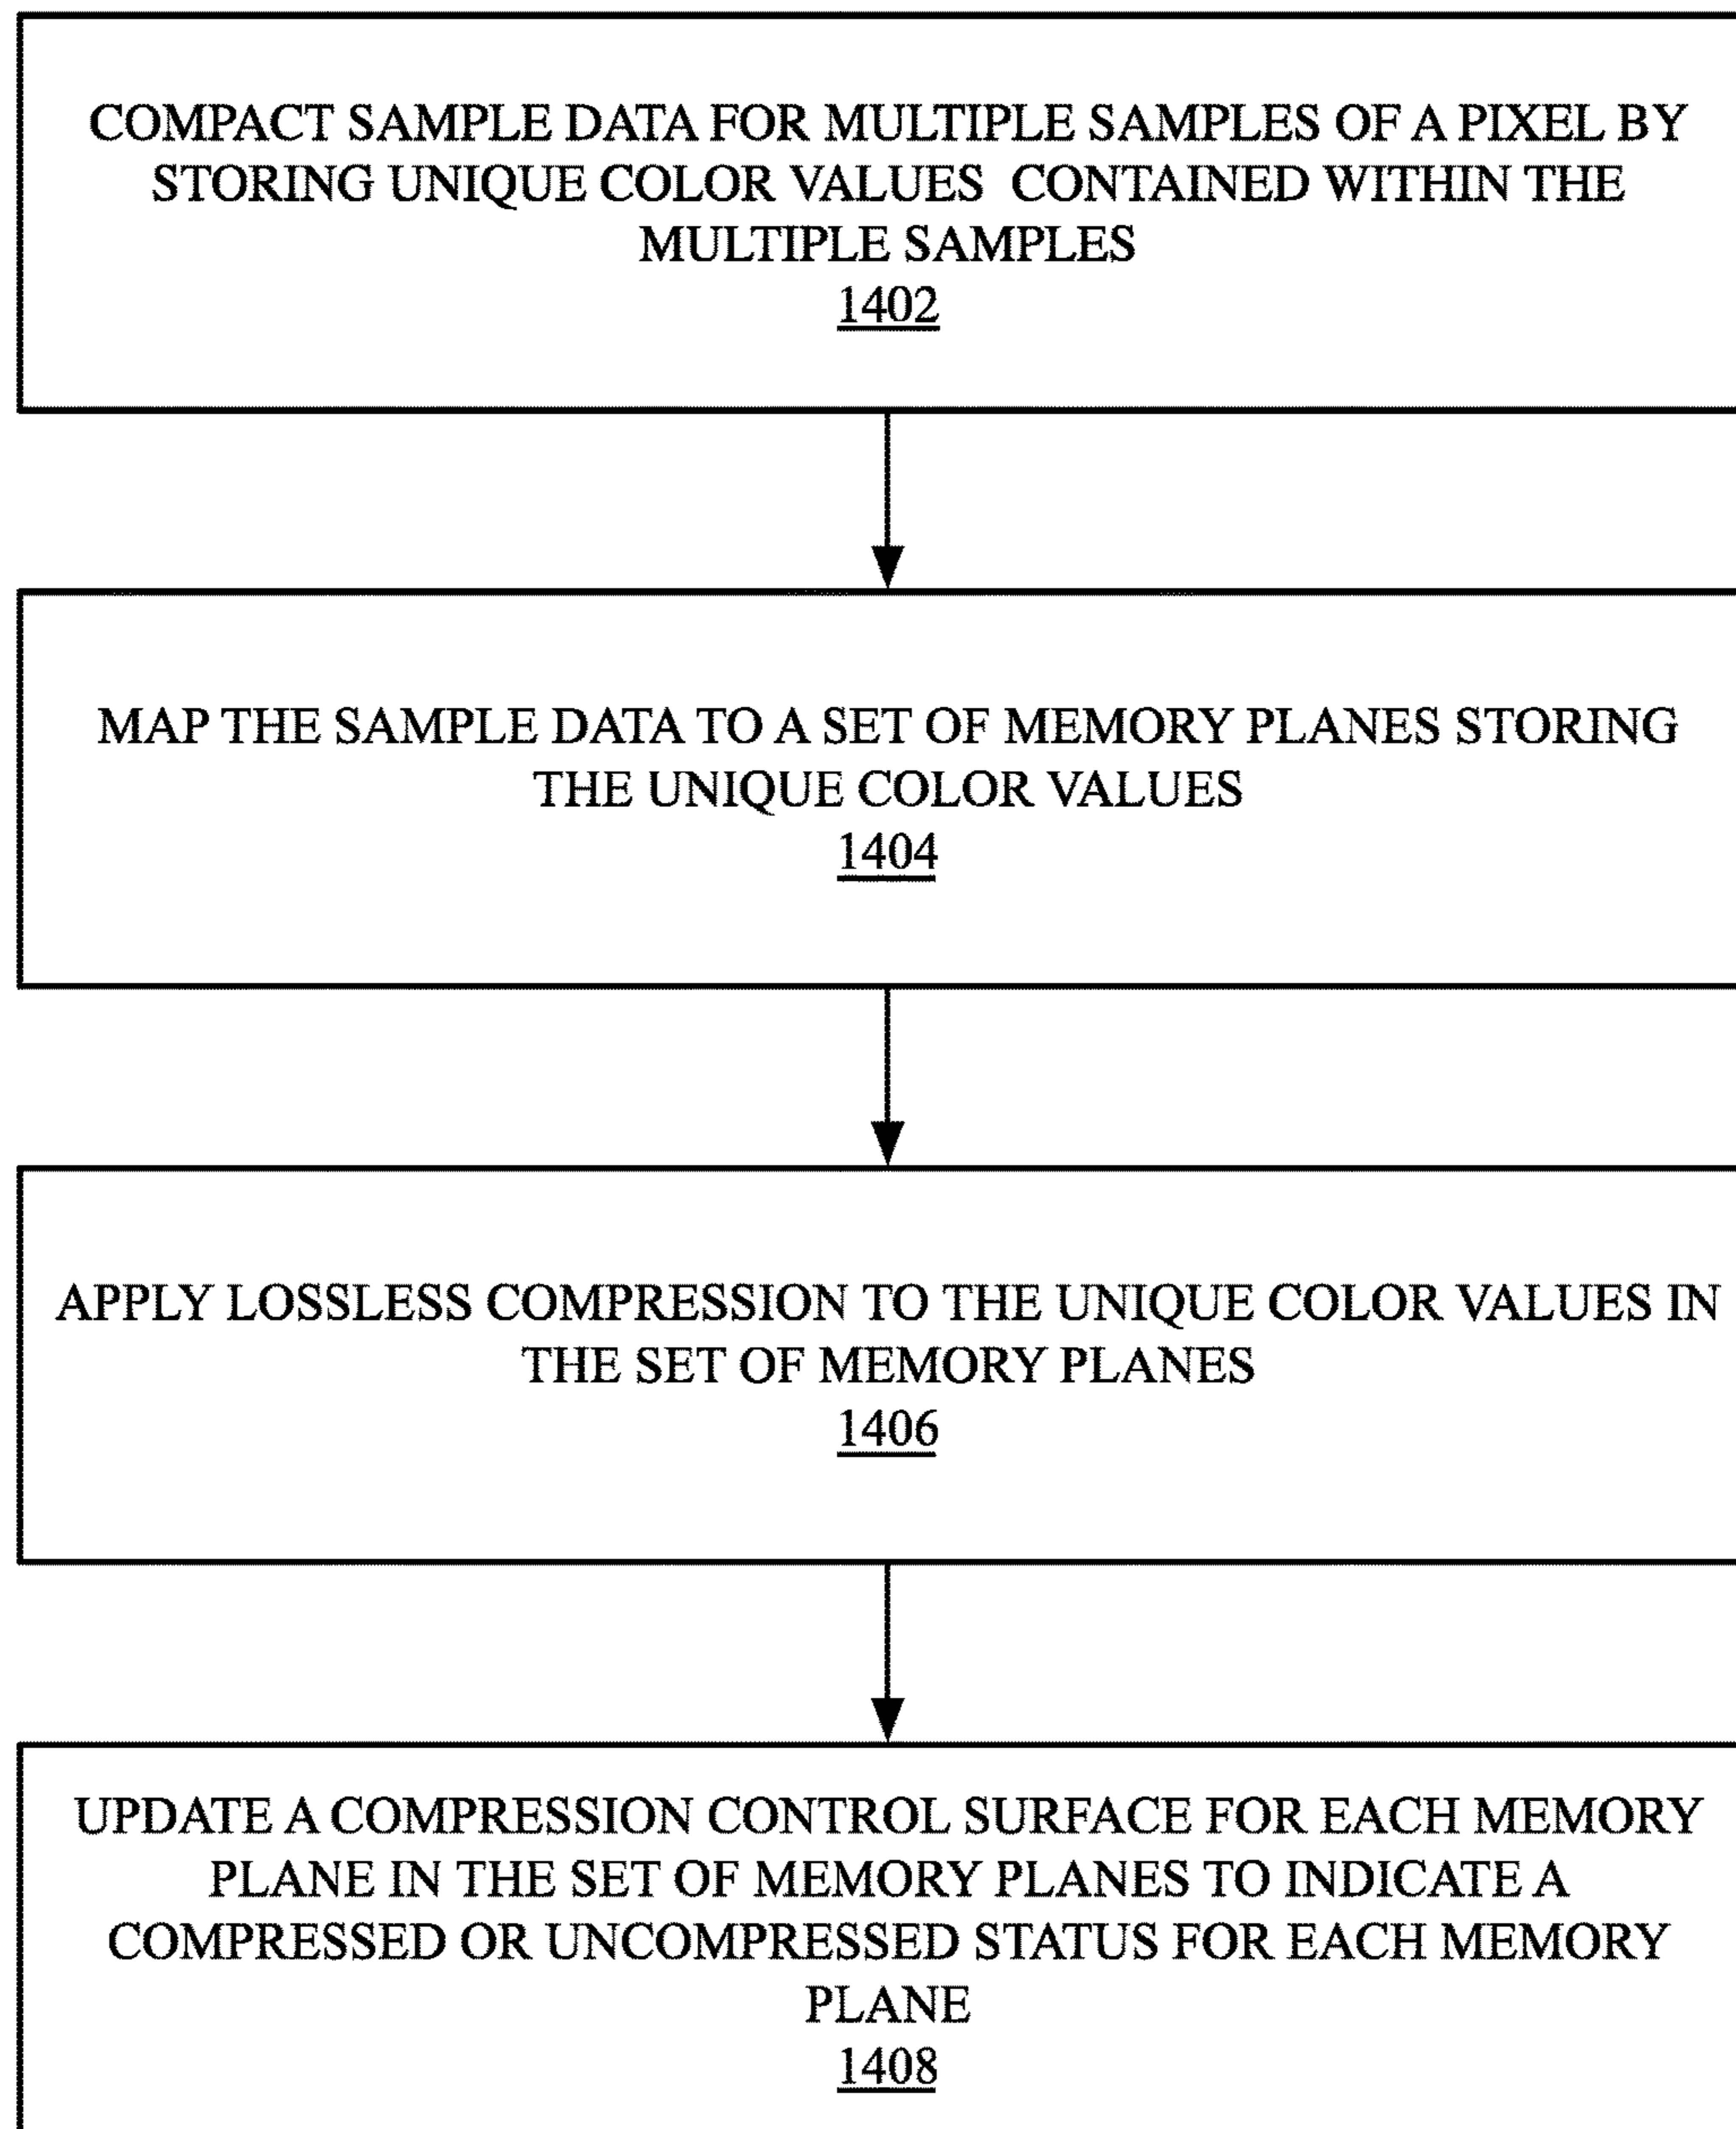 COMPACT SAMPLE DATA FOR MULTIPLE SAMPLES OF A PIXEL BY
STORING UNIQUE COLOR VALUES CONTAINED WITHIN THE
MULTIPLE SAMPLES
1402
MAP THE SAMPLE DATA TO A SET OF MEMORY PLANES STORING
THE UNIQUE COLOR VALUES
1404
APPLY LOSSLESS COMPRESSION TO THE UNIQUE COLOR VALUES IN
THE SET OF MEMORY PLANES
1406
UPDATE A COMPRESSION CONTROL SURFACE FOR EACH MEMORY
PLANE IN THE SET OF MEMORY PLANES TO INDICATE A
COMPRESSED OR UNCOMPRESSED STATUS FOR EACH MEMORY
PLANE
1408